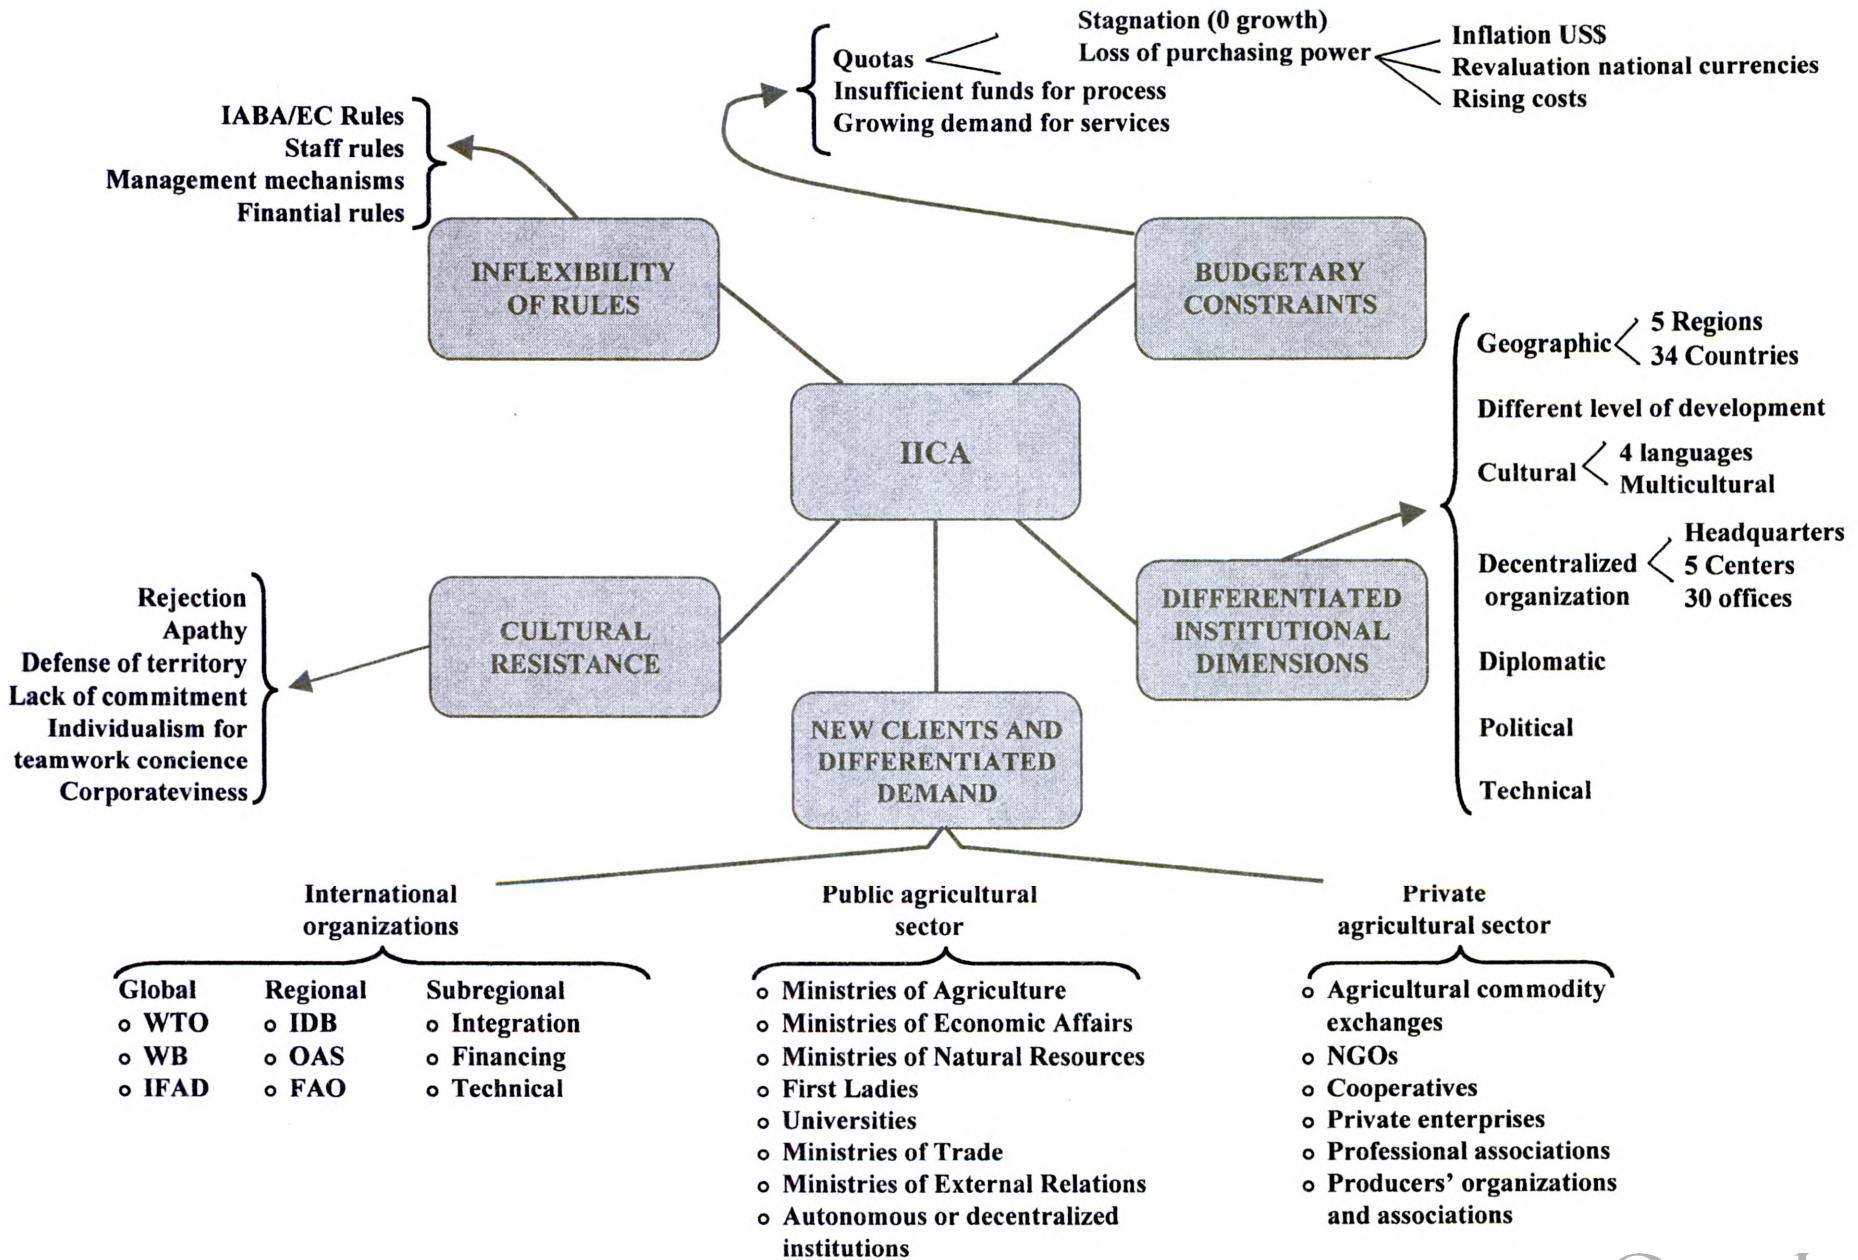 Stagnation (0 growth)
Quotas
Loss of purchasing power
Inflation US$
Revaluation national currencies
Rising costs
Insufficient funds for process
Growing demand for services
IABA/EC Rules
Staff rules
Management mechanisms
Finantial rules
INFLEXIBILITY
OF RULES
BUDGETARY
CONSTRAINTS
IICA
Geographic
5 Regions
34 Countries
Different level of development
Cultural
4 languages
Multicultural
Decentralized
organization
Headquarters
5 Centers
30 offices
Diplomatic
Political
Technical
Rejection
Apathy
Defense of territory
Lack of commitment
Individualism for
teamwork concience
Corporateviness
CULTURAL
RESISTANCE
DIFFERENTIATED
INSTITUTIONAL
DIMENSIONS
NEW CLIENTS AND
DIFFERENTIATED
DEMAND
International
organizations
Global
WTO
WB
IFAD
Regional
IDB
OAS
FAO
Subregional
Integration
Financing
Technical
Public agricultural
sector
Ministries of Agriculture
Ministries of Economic Affairs
Ministries of Natural Resources
First Ladies
Universities
Ministries of Trade
Ministries of External Relations
Autonomous or decentralized
institutions
Private
agricultural sector
Agricultural commodity
exchanges
NGOs
Cooperatives
Private enterprises
Professional associations
Producers' organizations
and associations